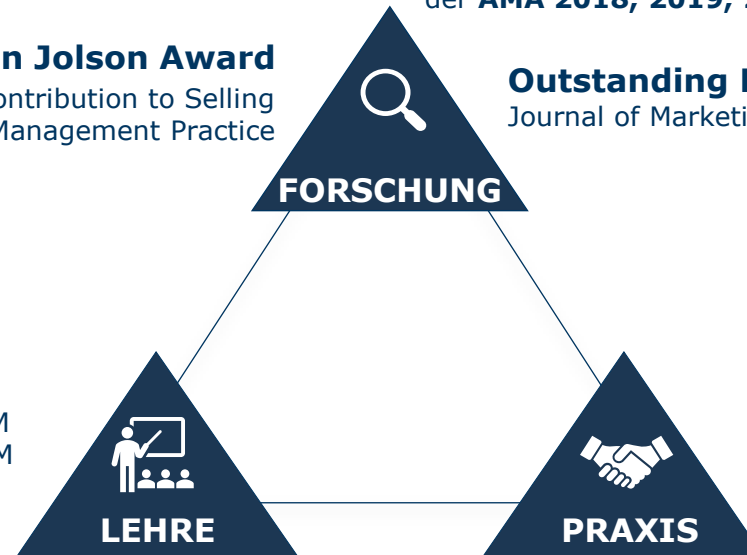 der AMA 2018, 2019,
n Jolson Award
ontribution to Selling
Management Practice
Outstanding
Journal of Marketi
FORSCHUNG
M
M
LEHRE
PRAXIS